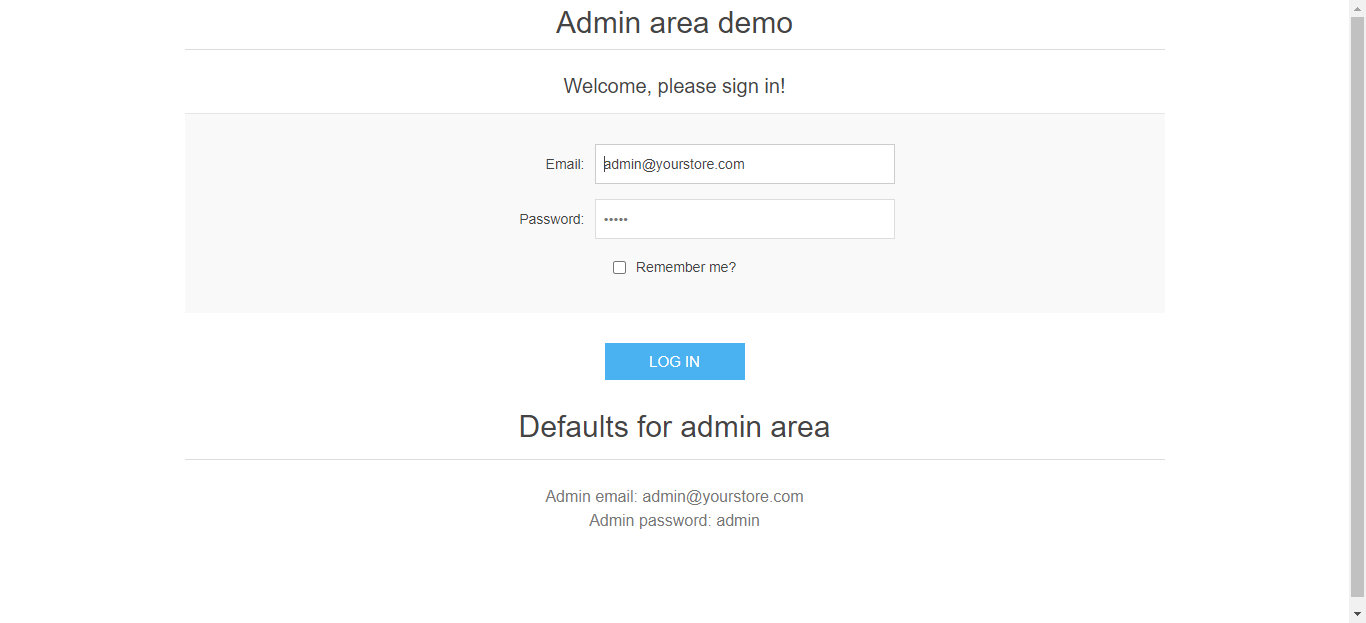 Admin area demo
Welcome, please sign in!
Email: admin@yourstore.com
Password: •••••
Remember me?
LOG IN
Defaults for admin area
Admin email: admin@yourstore.com
Admin password: admin